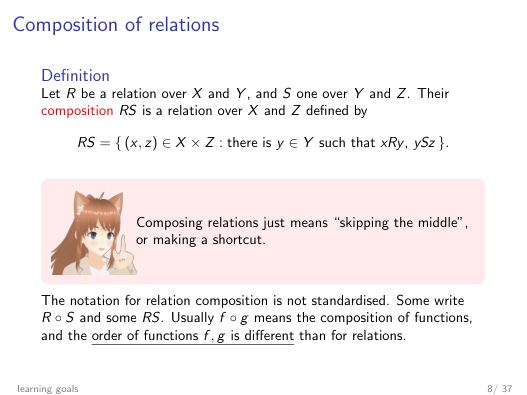 Composition of relations
Definition
Let R be a relation over X and Y, and S one over Y and Z. Their
composition RS is a relation over X and Z defined by
RS = { (x, z) ∈ X × Z : there is y ∈ Y such that xRy, ySz }.
Composing relations just means “skipping the middle”,
or making a shortcut.
The notation for relation composition is not standardised. Some write
R ∘ S and some RS. Usually f ∘ g means the composition of functions,
and the order of functions f, g is different than for relations.
learning goals
8/ 37